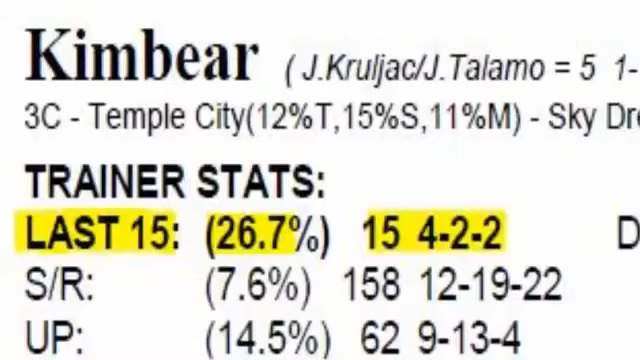 Kimbear ( J.Kruljac/J.Talamo = 5 1-
3C - Temple City(12%T,15%S,11%M) - Sky
TRAINER STATS:
LAST 15: (26.7%) 15 4-2-2 D
S/R: (7.6%) 158 12-19-22
UP: (14.5%) 62 9-13-4